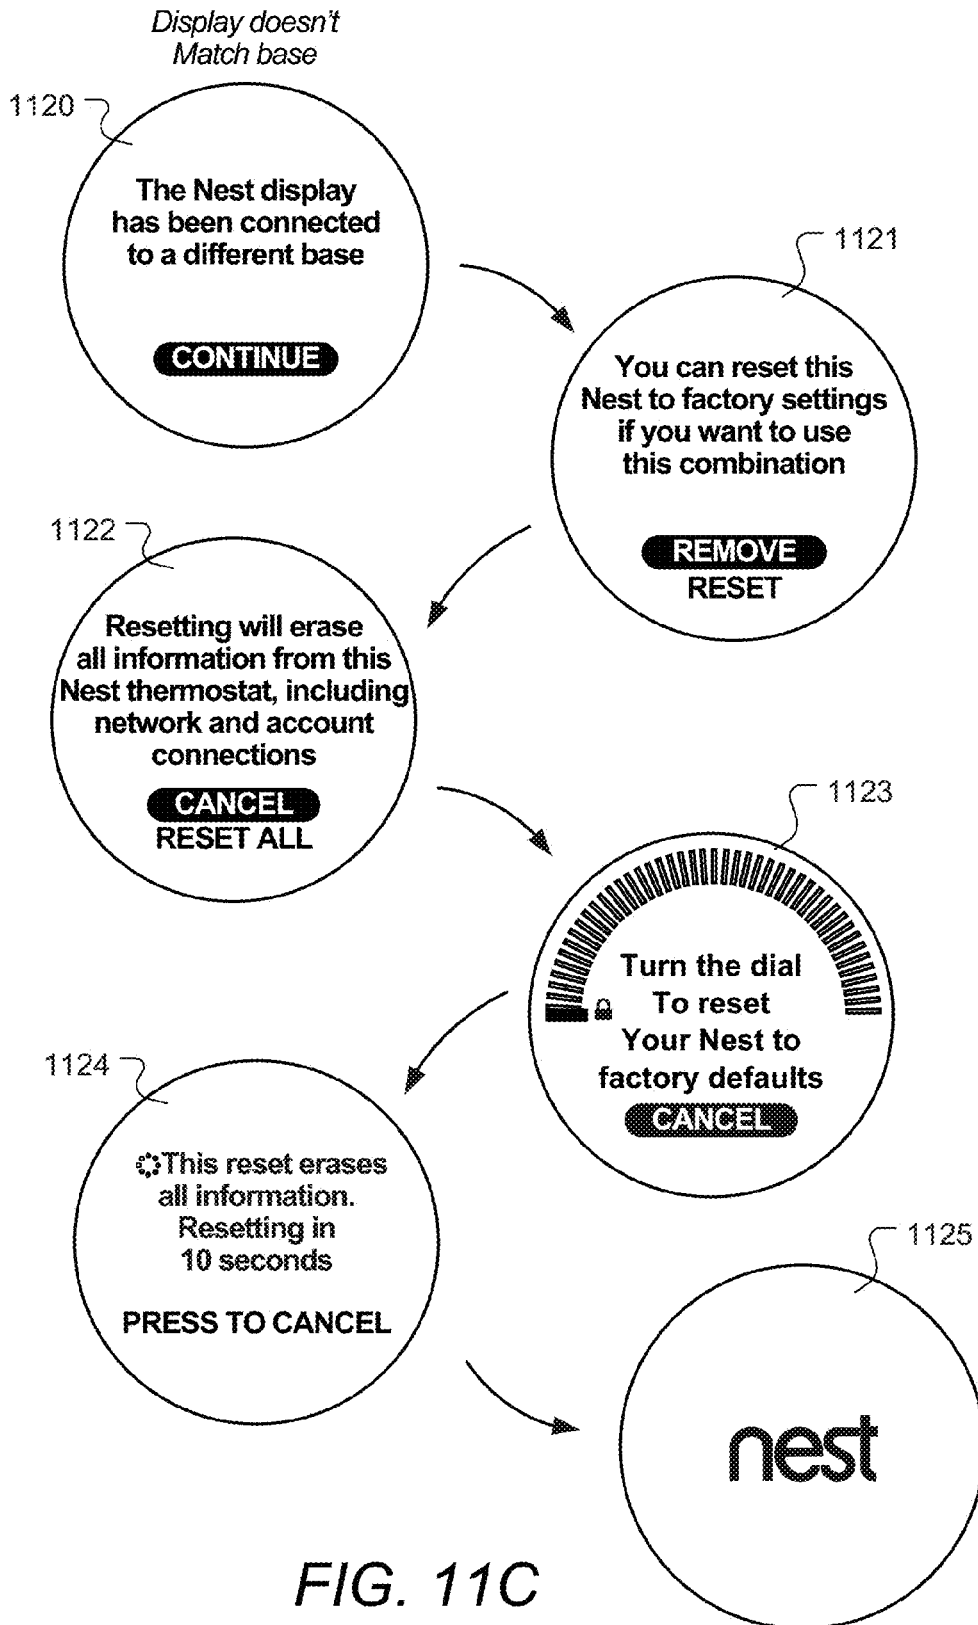 Display doesn't
Match base
1120
The Nest display
has been connected
to a different base
CONTINUE
1121
You can reset this
Nest to factory settings
if you want to use
this combination
REMOVE
RESET
1122
Resetting will erase
all information from this
Nest thermostat, including
network and account
connections
CANCEL
RESET ALL
1123
Turn the dial
To reset
Your Nest to
factory defaults
CANCEL
1124
This reset erases
all information.
Resetting in
10 seconds
PRESS TO CANCEL
1125
nest
FIG. 11C